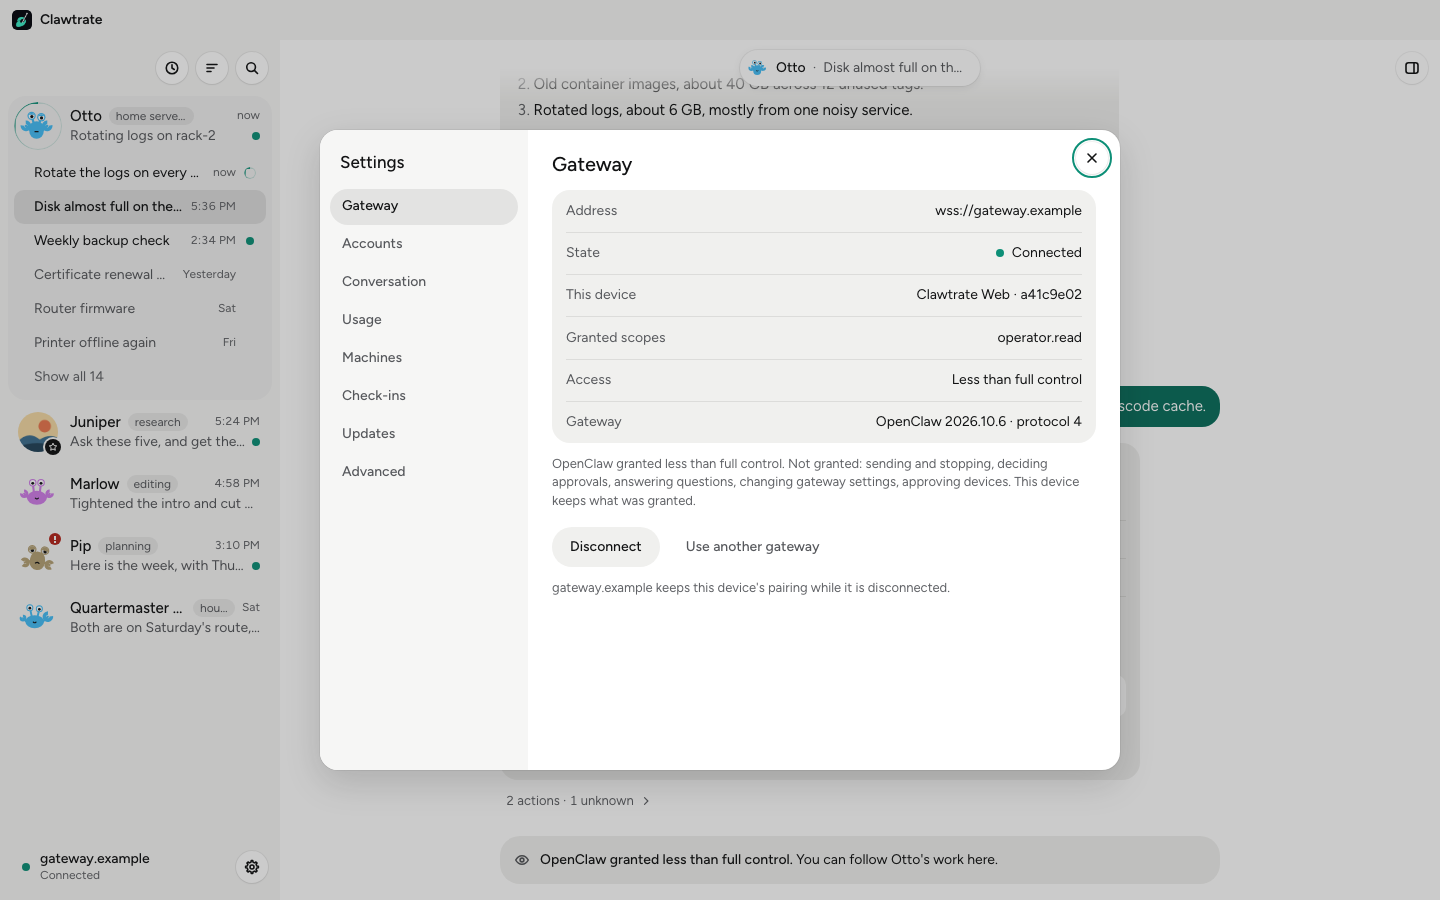 Clawtrate
Otto home serve... now
Rotating logs on rack-2
Rotate the logs on every ... now
Disk almost full on the... 5:36 PM
Weekly backup check 2:34 PM
Certificate renewal ... Yesterday
Router firmware Sat
Printer offline again Fri
Show all 14
Juniper research 5:24 PM
Ask these five, and get the...
Marlow editing 4:58 PM
Tightened the intro and cut ...
Pip planning 3:10 PM
Here is the week, with Thu...
Quartermaster ... hou... Sat
Both are on Saturday's route,...
gateway.example
Connected
Otto · Disk almost full on th...
2. Old container images, about 40 GB across 12 unused tags.
3. Rotated logs, about 6 GB, mostly from one noisy service.
Settings
Gateway
Accounts
Conversation
Usage
Machines
Check-ins
Updates
Advanced
Gateway
Address wss://gateway.example
State Connected
This device Clawtrate Web · a41c9e02
Granted scopes operator.read
Access Less than full control
Gateway OpenClaw 2026.10.6 · protocol 4
OpenClaw granted less than full control. Not granted: sending and stopping, deciding
approvals, answering questions, changing gateway settings, approving devices. This device
keeps what was granted.
Disconnect Use another gateway
gateway.example keeps this device's pairing while it is disconnected.
scode cache.
2 actions · 1 unknown
OpenClaw granted less than full control. You can follow Otto's work here.